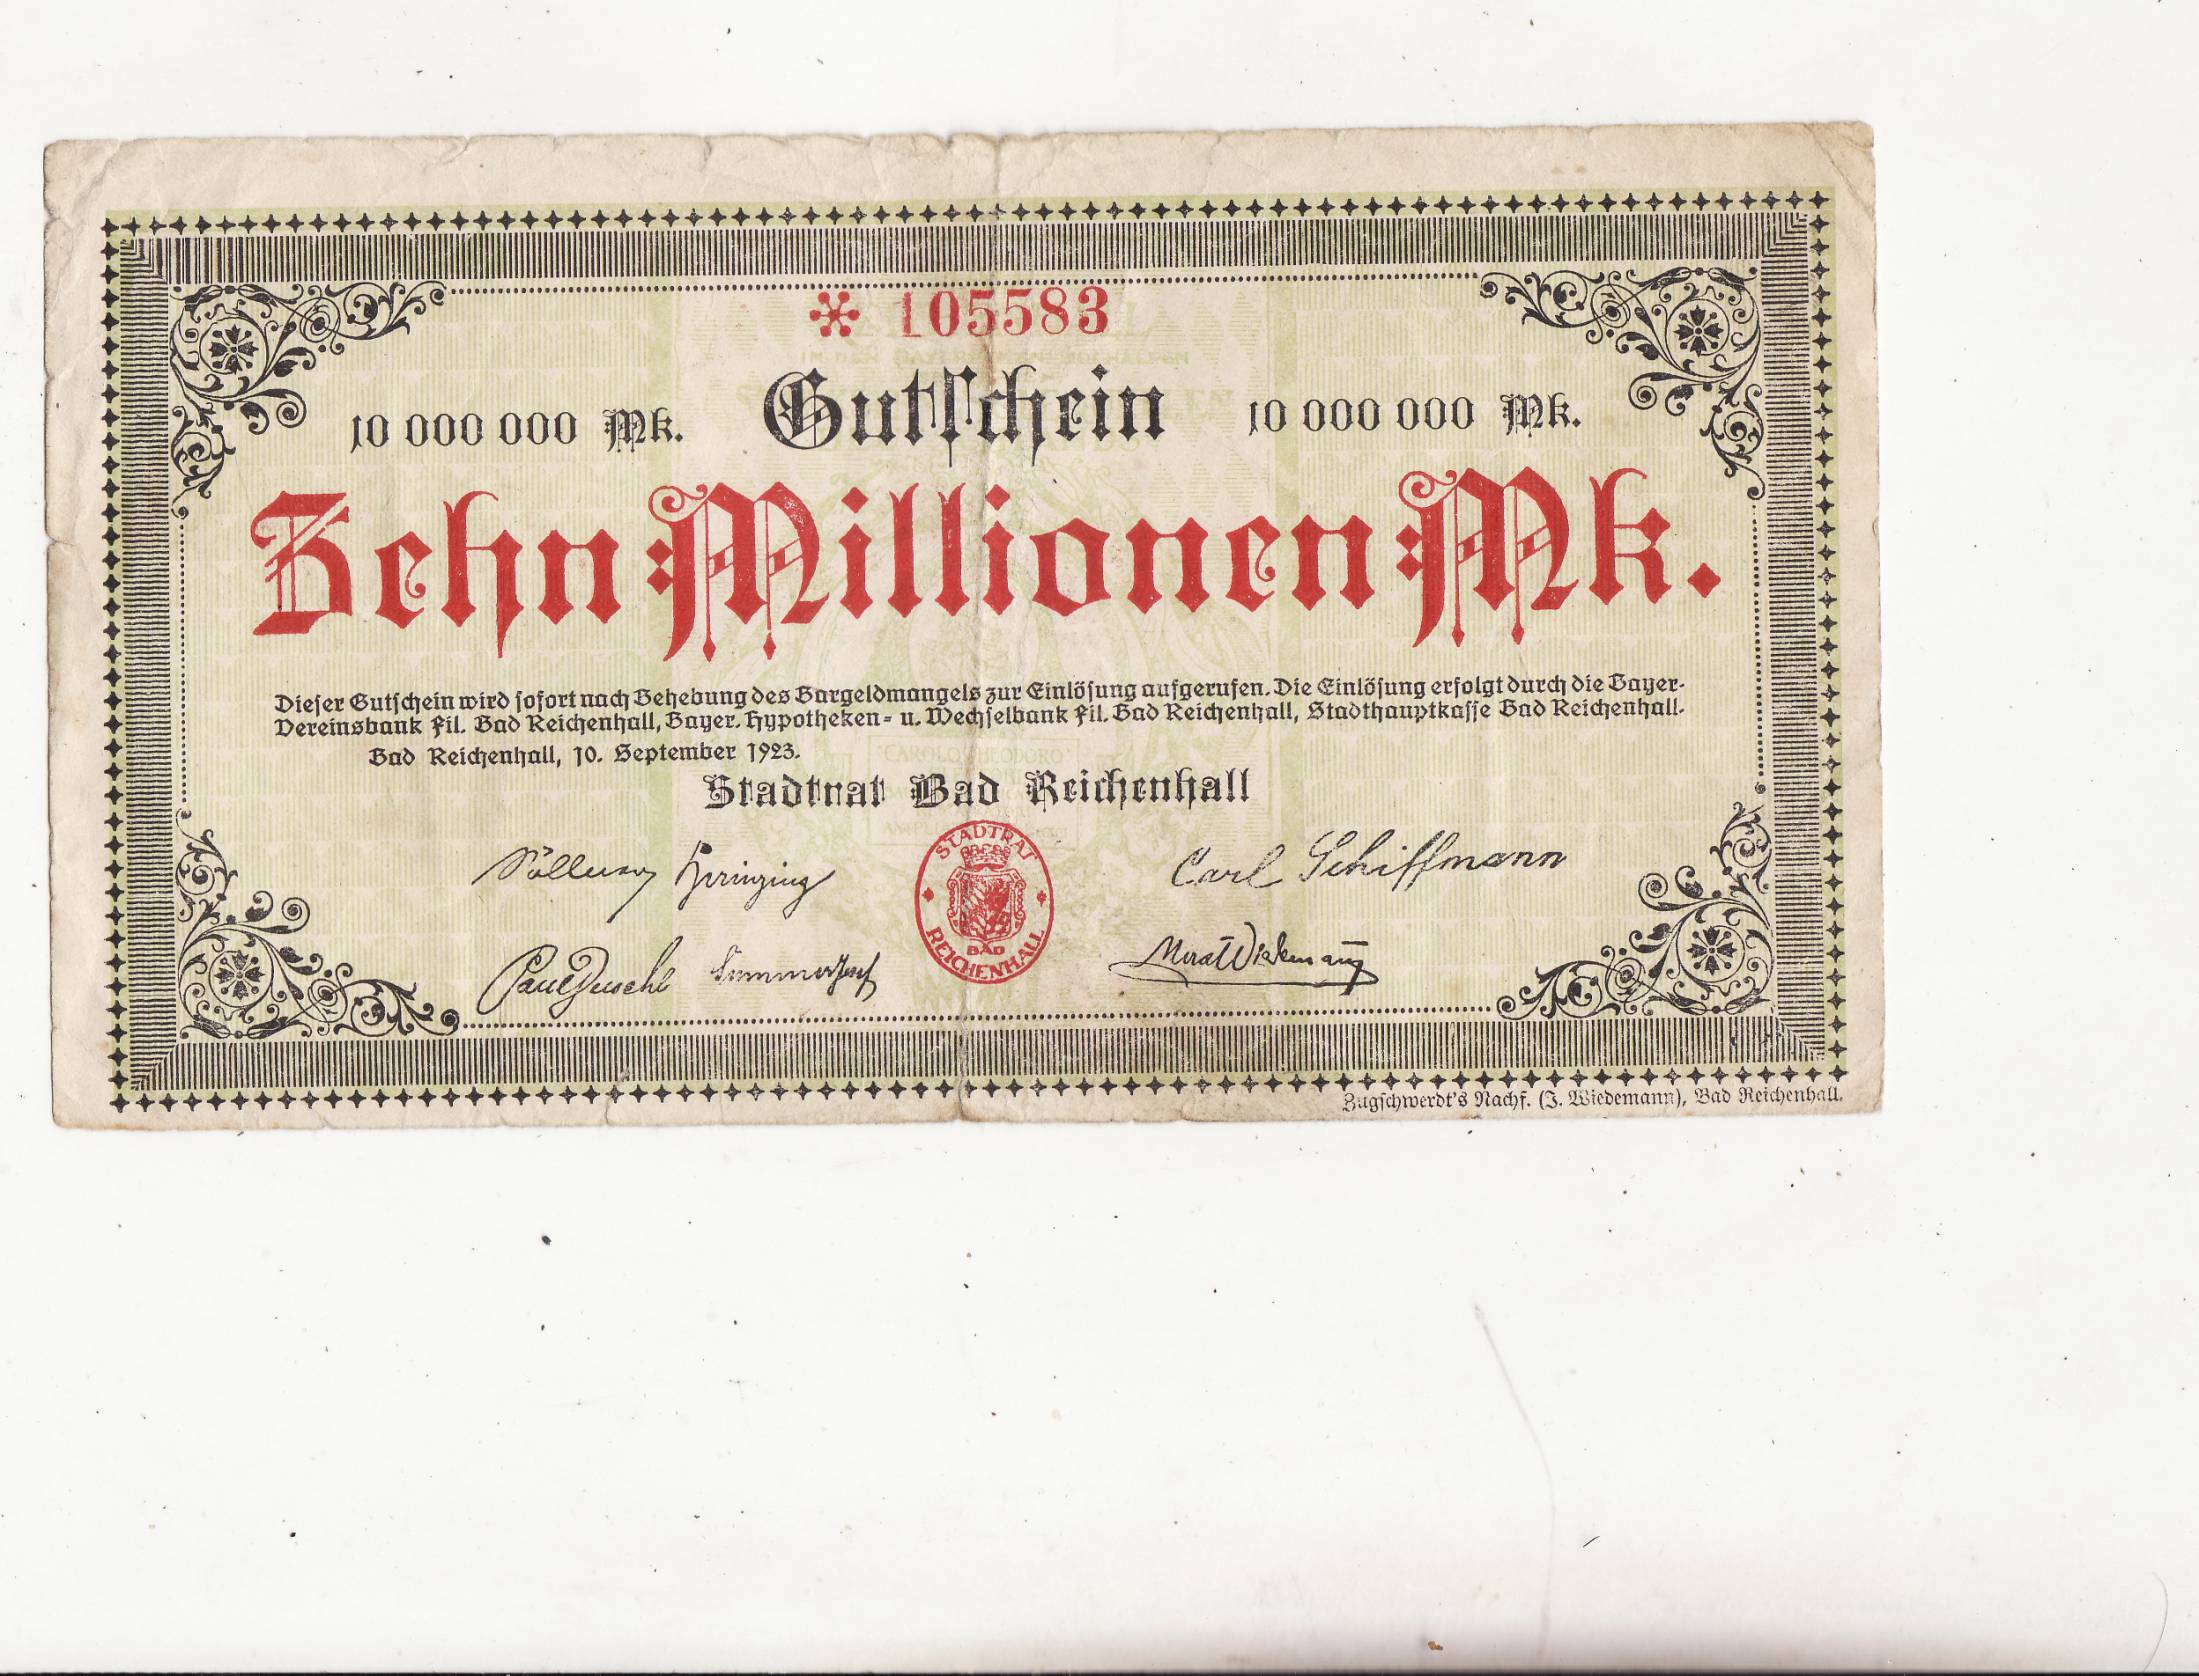 * 105583
10 000 000 Mk. Gutschein 10 000 000 Mk.
Zehn Millionen Mk.
Dieser Gutschein wird sofort nach Behebung des Bargeldmangels zur Einlösung aufgerufen. Die Einlösung erfolgt durch die Bayer.
Vereinsbank Fil. Bad Reichenhall, Bayer. Hypotheken- u. Wechselbank Fil. Bad Reichenhall, Stadthauptkasse Bad Reichenhall.
Bad Reichenhall, 10. September 1923.
CAROLO THEODORO
Stadtrat Bad Reichenhall
STADTRAT
BAD
REICHENHALL
Carl Schiffmann
Zugschwerdt's Nachf. (J. Wiedemann), Bad Reichenhall.